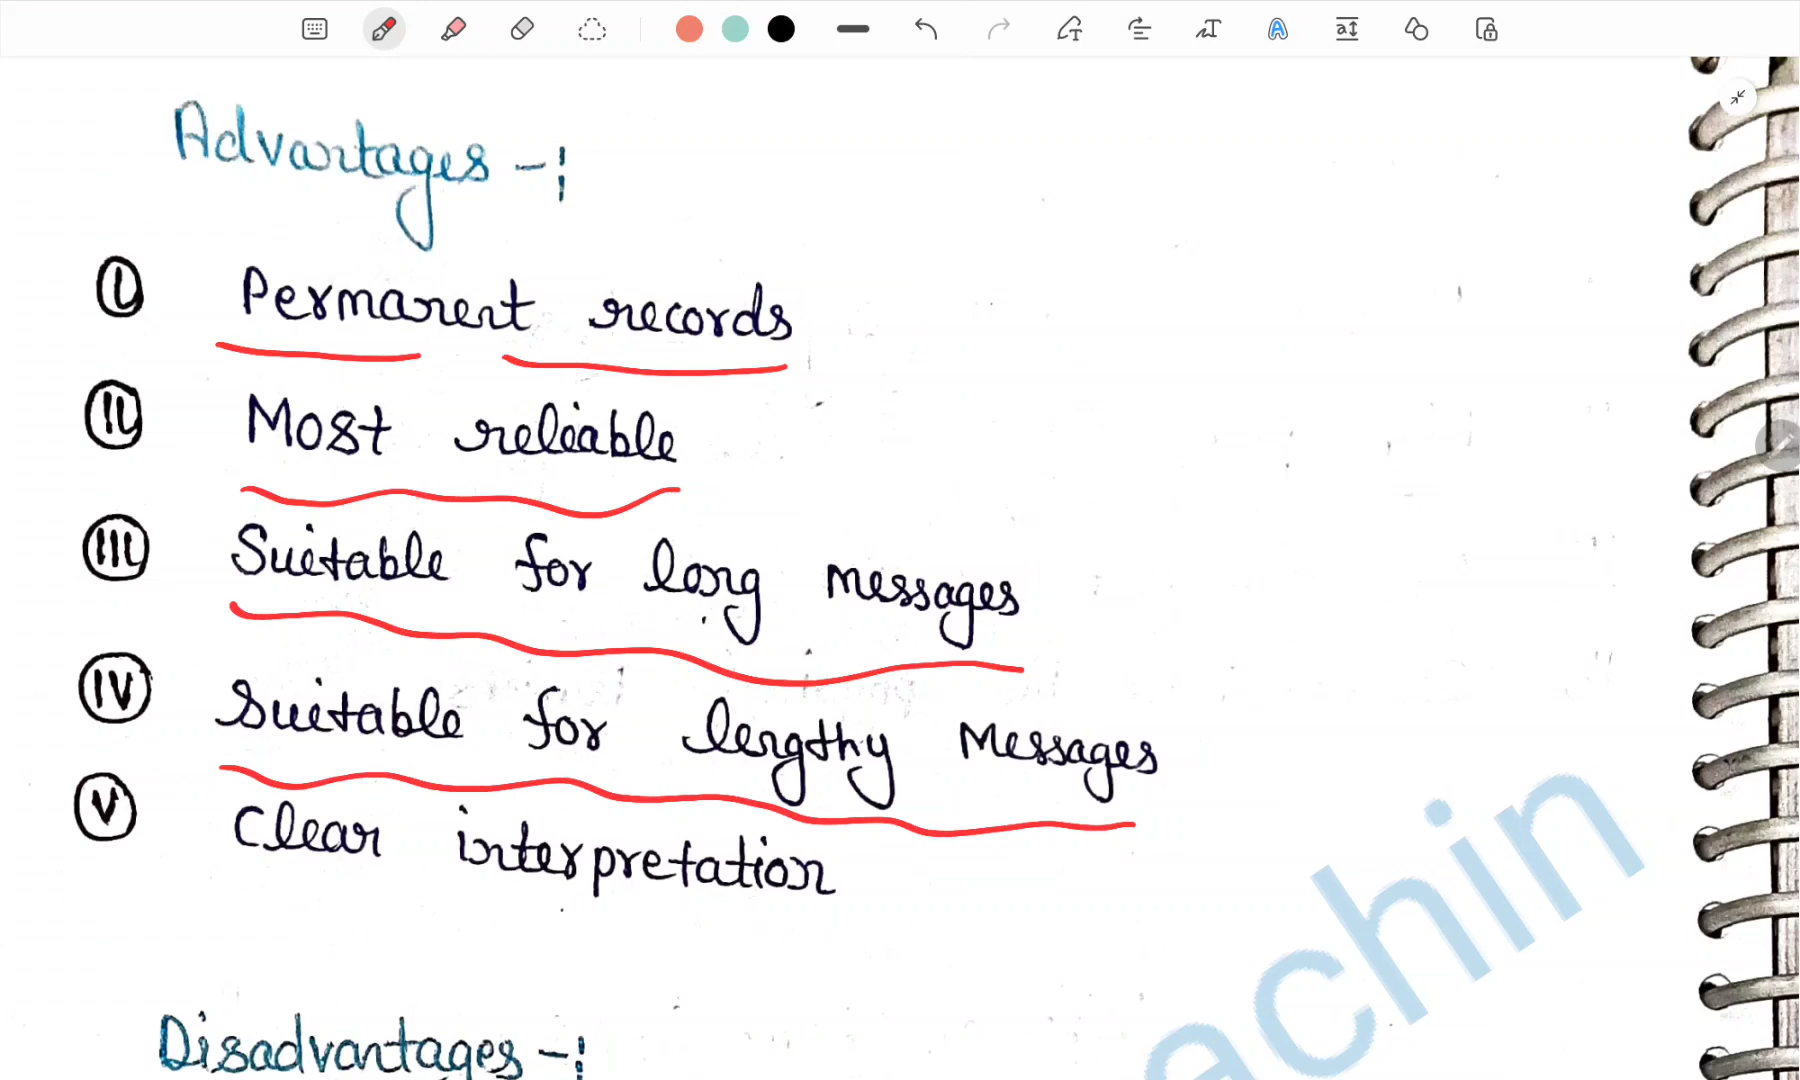 Advantages -:
I Permanent records
II Most reliable
III Suitable for long messages
IV Suitable for lengthy Messages
V Clear interpretation
achin
Disadvantages -: